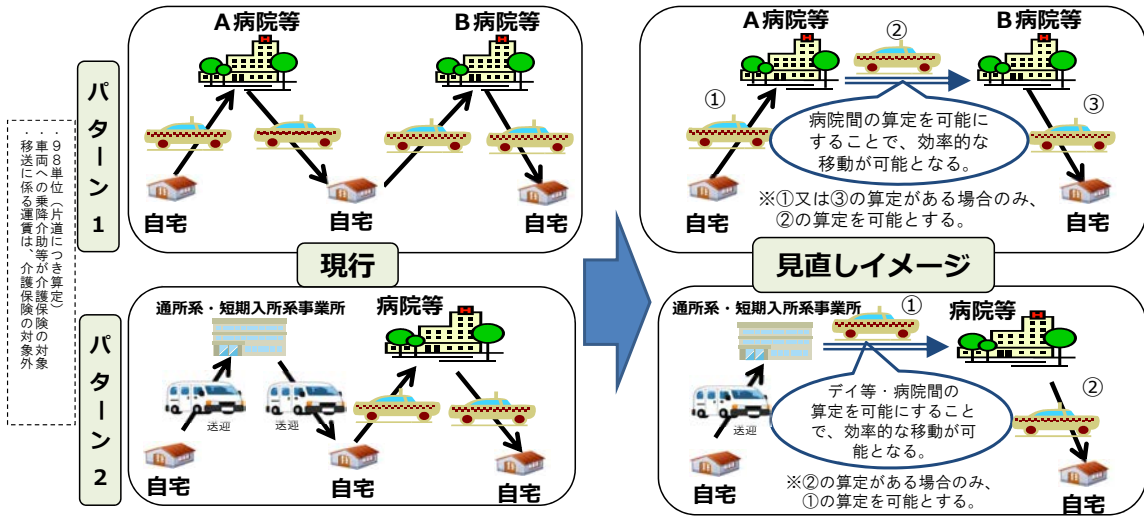 ・９８単位（片道につき算定）
・車両への乗降介助等が介護保険の対象
・移送に係る運賃は、介護保険の対象外
パターン１
A病院等
B病院等
自宅
自宅
自宅
現行
パターン２
通所系・短期入所系事業所
病院等
送迎
送迎
自宅
自宅
自宅
A病院等
②
B病院等
①
③
病院間の算定を可能に
することで、効率的な
移動が可能となる。
自宅
自宅
※①又は③の算定がある場合のみ、
②の算定を可能とする。
見直しイメージ
通所系・短期入所系事業所
①
病院等
②
送迎
デイ等・病院間の
算定を可能にすること
で、効率的な移動が可
能となる。
自宅
自宅
※②の算定がある場合のみ、
①の算定を可能とする。